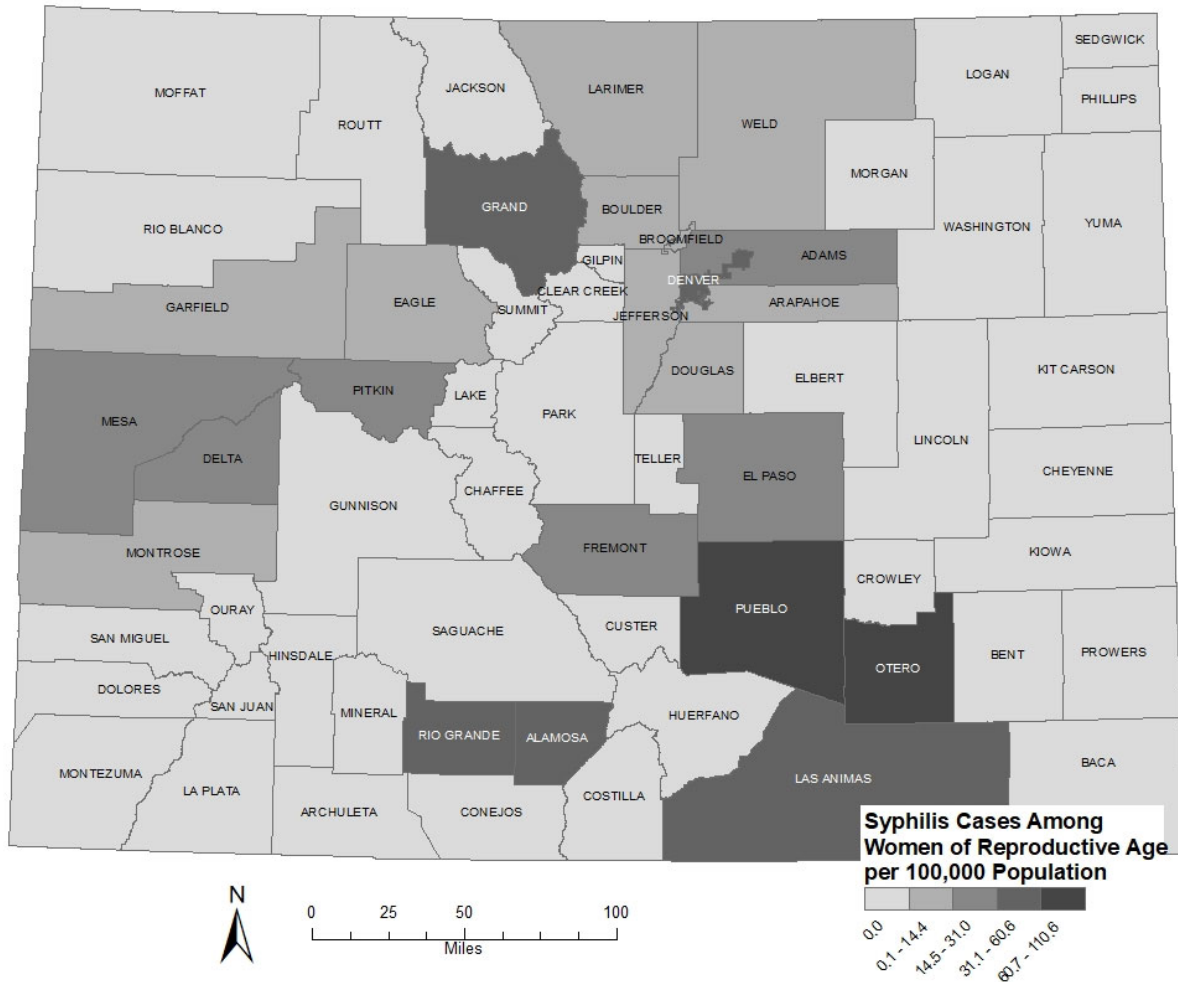 SEDGWICK
LOGAN
JACKSON
LARIMER
MOFFAT
PHILLIPS
ROUTT
WELD
MORGAN
GRAND
BOULDER
RIO BLANCO
WASHINGTON
YUMA
BROOMFIELD
GILPIN
ADAMS
DENVER
CLEAR CREEK
EAGLE
GARFIELD
SUMMIT
JEFFERSON
ARAPAHOE
DOUGLAS
ELBERT
KIT CARSON
PITKIN
LAKE
PARK
MESA
LINCOLN
DELTA
TELLER
EL PASO
CHEYENNE
CHAFFEE
GUNNISON
FREMONT
MONTROSE
KIOWA
CROWLEY
OURAY
PUEBLO
SAN MIGUEL
SAGUACHE
CUSTER
HINSDALE
OTERO
BENT
PROWERS
DOLORES
SAN JUAN
MINERAL
HUERFANO
RIO GRANDE
ALAMOSA
MONTEZUMA
LA PLATA
LAS ANIMAS
BACA
COSTILLA
ARCHULETA
CONEJOS
Syphilis Cases Among
Women of Reproductive Age
per 100,000 Population
0.0
0.1 - 14.4
14.5 - 31.0
31.1 - 60.6
60.7 - 110.6
N
0 25 50 100
Miles